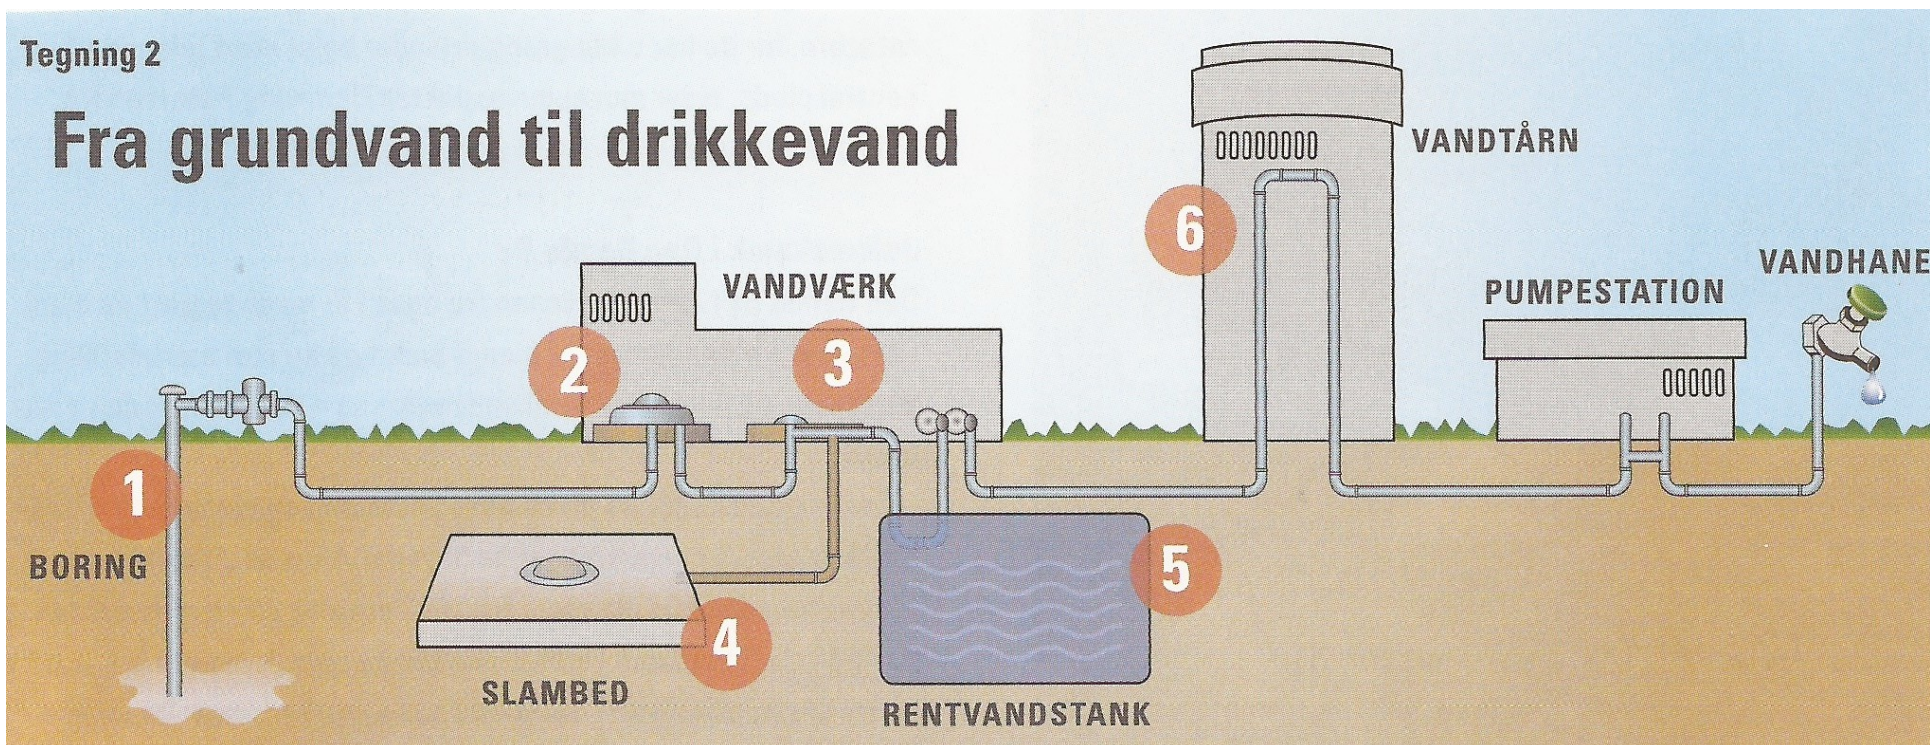 Tegning 2
Fra grundvand til drikkevand
VANDTÅRN
6
VANDHANE
VANDVÆRK
PUMPESTATION
2
3
1
BORING
5
4
SLAMBED
RENTVANDSTANK